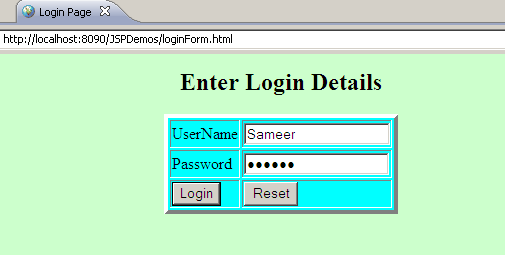 Login Page
http://localhost:8090/JSPDemos/loginForm.html
Enter Login Details
UserName Sameer
Password ●●●●●●
Login Reset